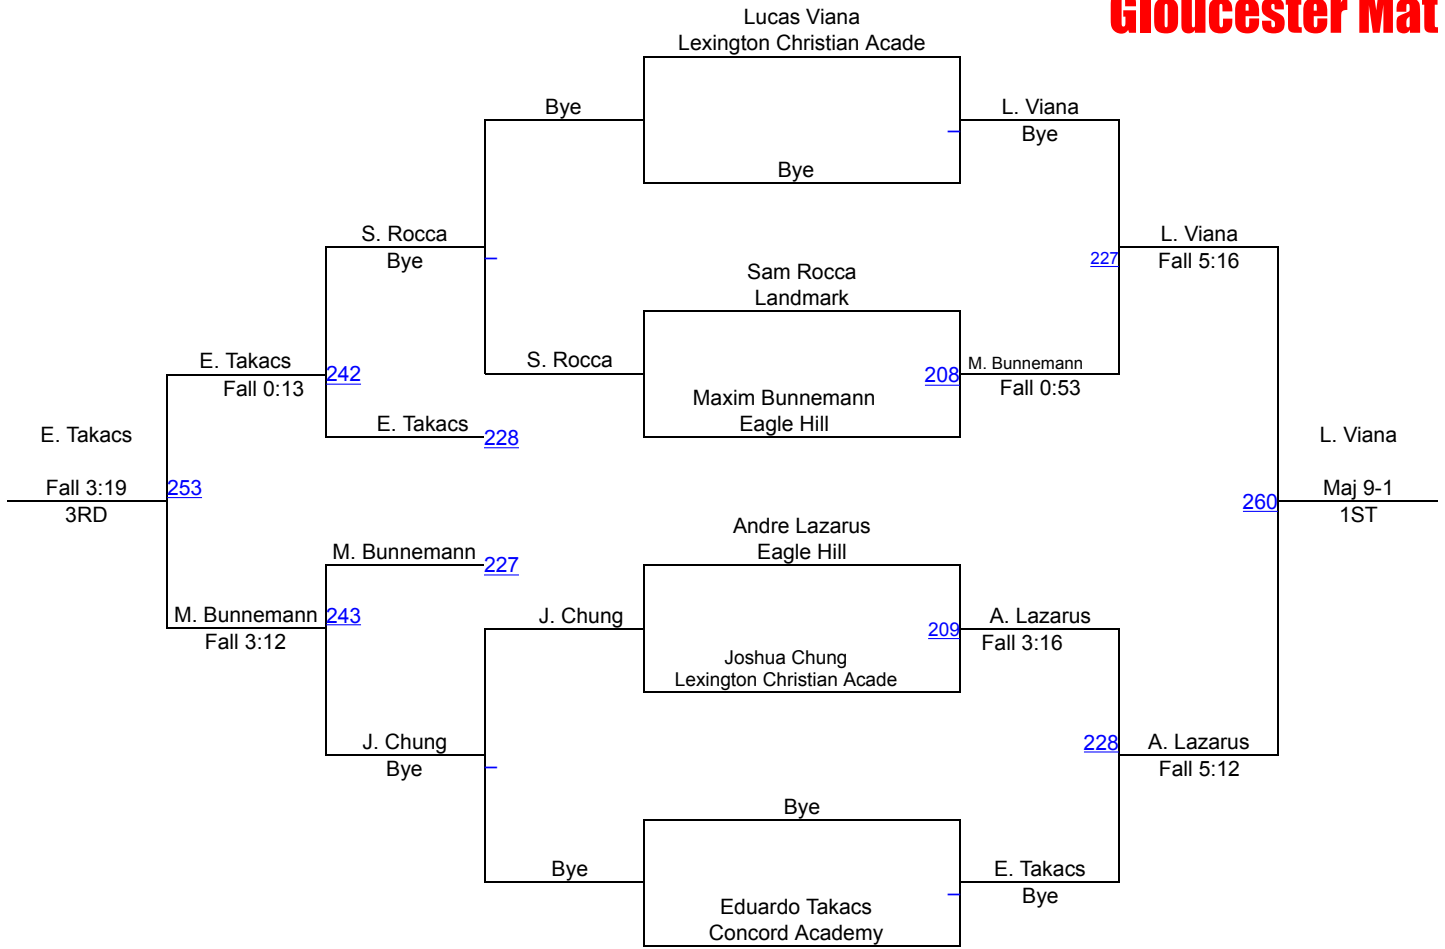 Gloucester Mat
Lucas Viana
Lexington Christian Acade
Bye
L. Viana
Bye
Bye
S. Rocca
Bye
L. Viana
227
Fall 5:16
Sam Rocca
Landmark
S. Rocca
M. Bunnemann
208
Fall 0:53
E. Takacs
242
Fall 0:13
Maxim Bunnemann
Eagle Hill
E. Takacs
228
E. Takacs
L. Viana
Fall 3:19
253
3RD
Maj 9-1
260
1ST
Andre Lazarus
Eagle Hill
M. Bunnemann
227
M. Bunnemann
243
Fall 3:12
J. Chung
A. Lazarus
209
Fall 3:16
Joshua Chung
Lexington Christian Acade
J. Chung
Bye
228
A. Lazarus
Fall 5:12
Bye
Bye
E. Takacs
Bye
Eduardo Takacs
Concord Academy